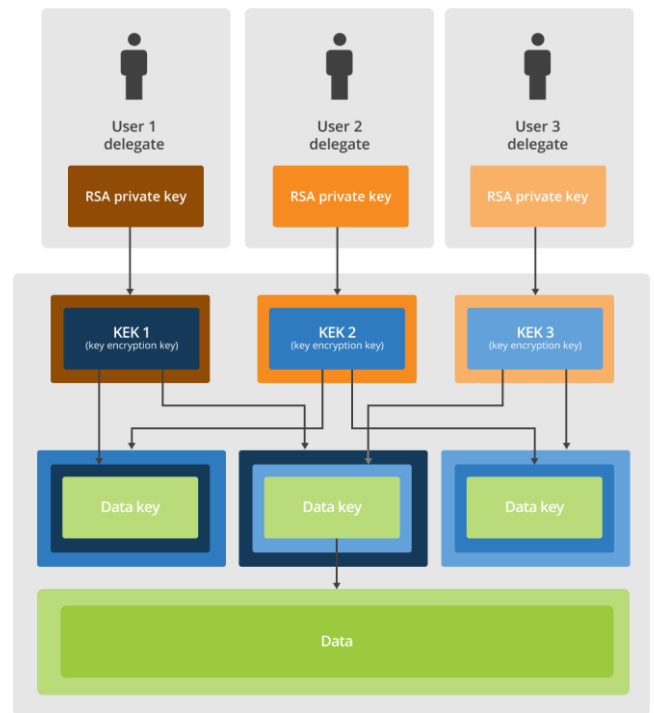 User 1
delegate
User 2
delegate
User 3
delegate
RSA private key
RSA private key
RSA private key
KEK 1
(key encryption key)
KEK 2
(key encryption key)
KEK 3
(key encryption key)
Data key
Data key
Data key
Data